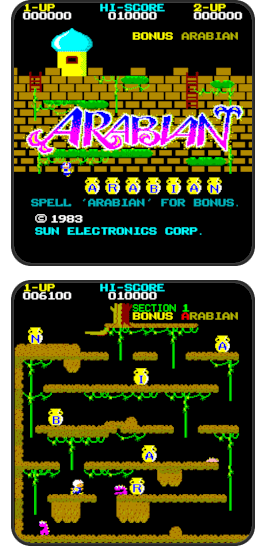 1-UP HI-SCORE 2-UP
000000 010000 000000
BONUS ARABIAN
ARABIAN
A R A B I A N
SPELL 'ARABIAN' FOR BONUS.
© 1983
SUN ELECTRONICS CORP.
1-UP HI-SCORE
006100 010000
SECTION 1
BONUS ARABIAN
N
A
I
B
A
R